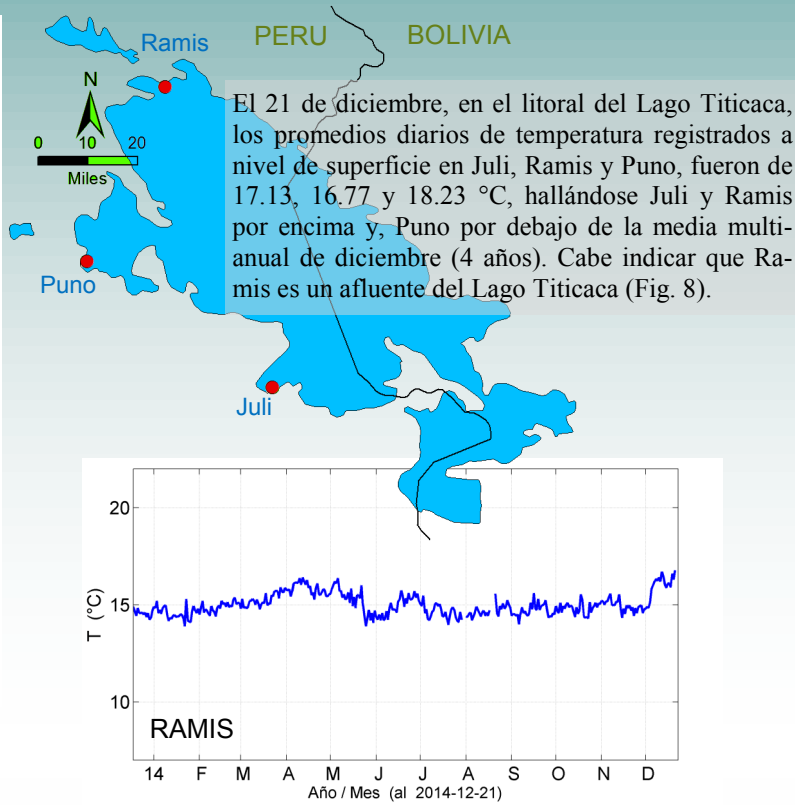 Ramis
PERU
BOLIVIA
N
0 10 20
Miles
El 21 de diciembre, en el litoral del Lago Titicaca,
los promedios diarios de temperatura registrados a
nivel de superficie en Juli, Ramis y Puno, fueron de
17.13, 16.77 y 18.23 °C, hallándose Juli y Ramis
por encima y, Puno por debajo de la media multi-
anual de diciembre (4 años). Cabe indicar que Ra-
mis es un afluente del Lago Titicaca (Fig. 8).
Puno
Juli
20
15
10
T (°C)
RAMIS
14 F M A M J J A S O N D
Año / Mes (al 2014-12-21)